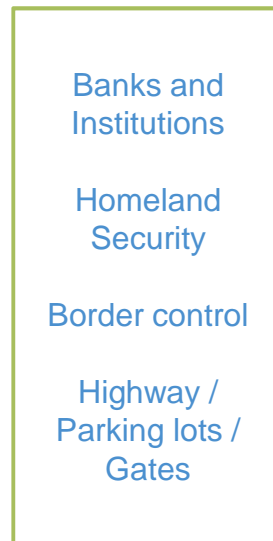 Banks and
Institutions
Homeland
Security
Border control
Highway /
Parking lots /
Gates